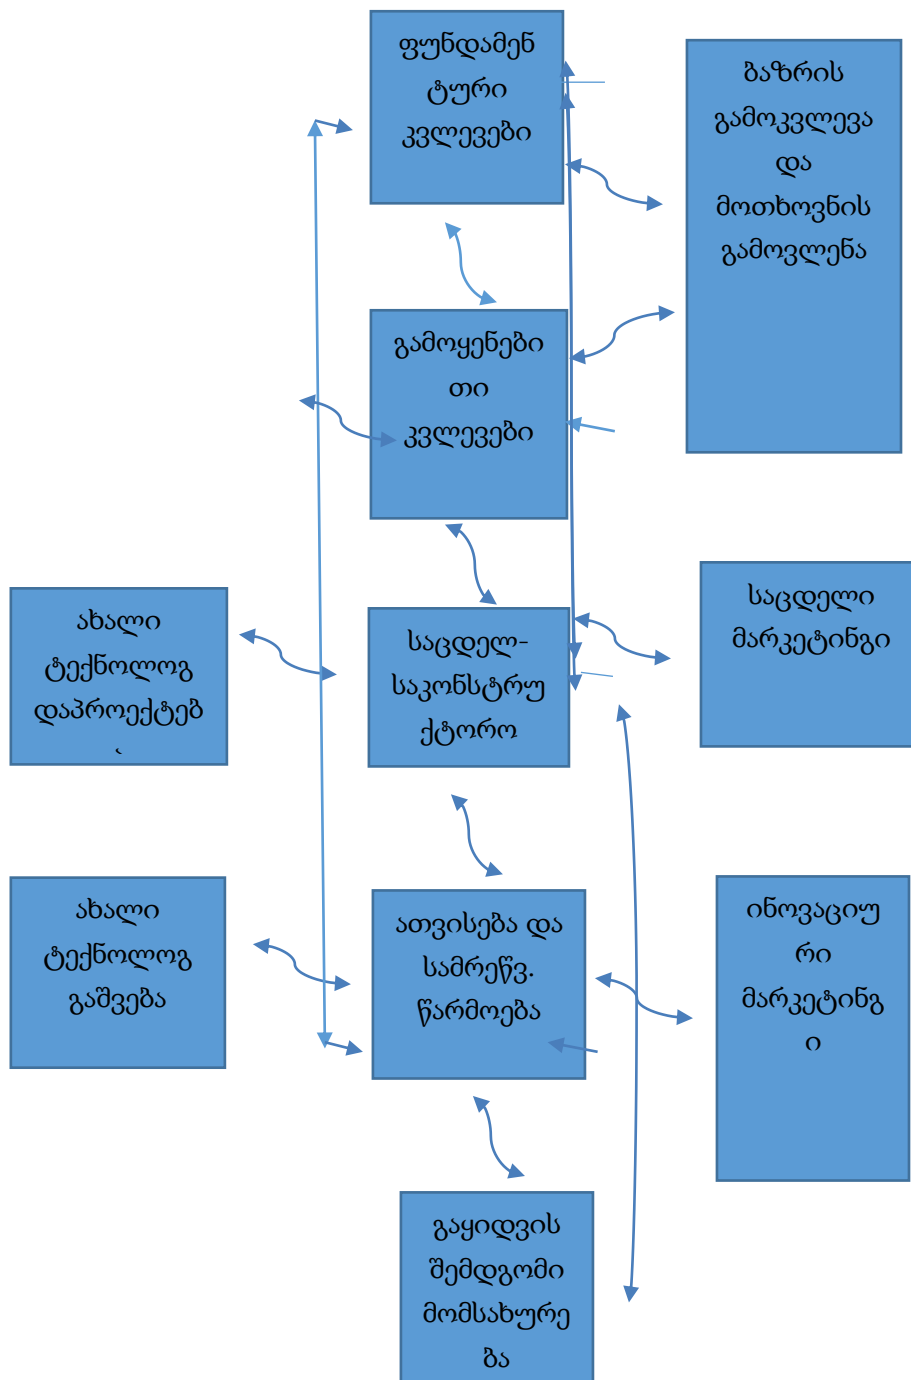 ფუნდამენ
ტური
კვლევები
ბაზრის
გამოკვლევა
და
მოთხოვნის
გამოვლენა
გამოყენები
თი
კვლევები
ახალი
ტექნოლოგ
დაპროექტებ
საცდელ-
საკონსტრუ
ქტორო
საცდელი
მარკეტინგი
ახალი
ტექნოლოგ
გაშვება
ათვისება და
სამრეწვ.
წარმოება
ინოვაციუ
რი
მარკეტინგ
ი
გაყიდვის
შემდგომი
მომსახურე
ბა